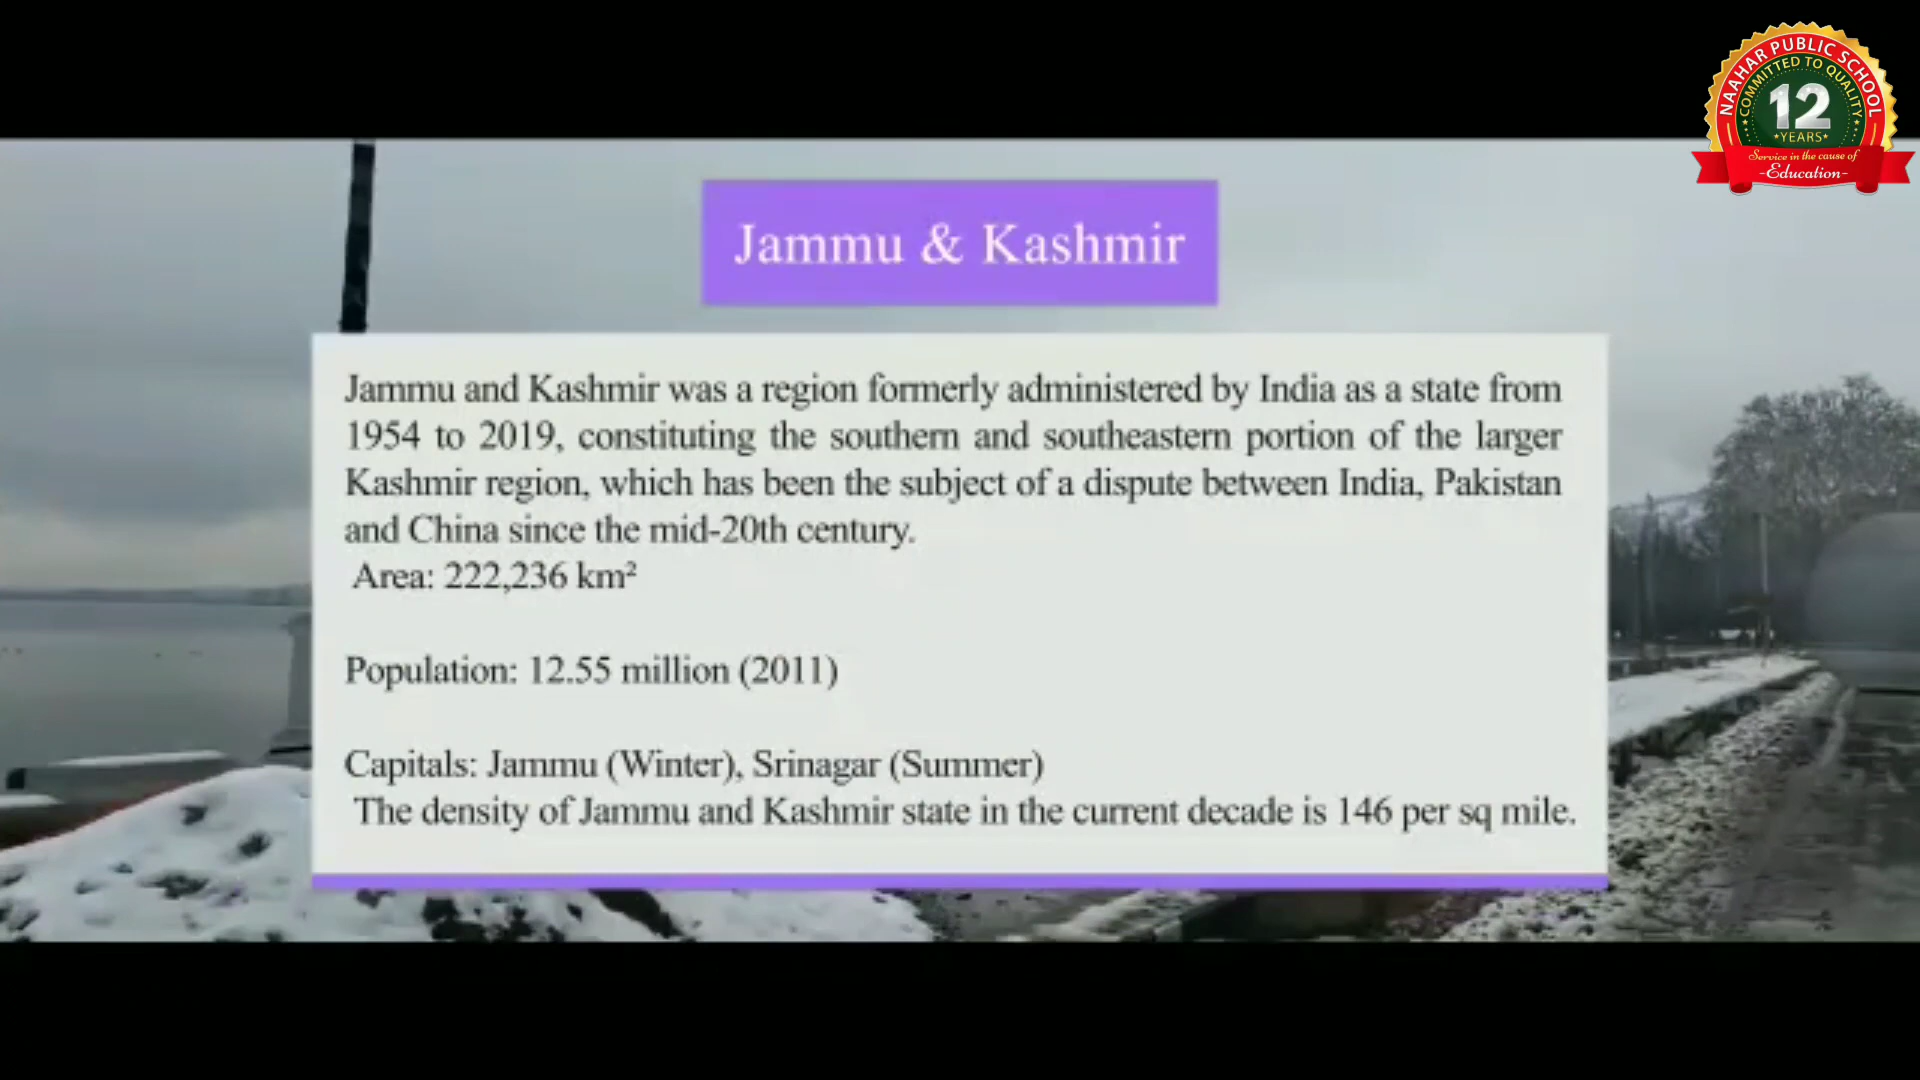 NAAHAR PUBLIC SCHOOL
COMMITTED TO QUALITY
12
YEARS
Service in the cause of
-Education-
Jammu & Kashmir
Jammu and Kashmir was a region formerly administered by India as a state from
1954 to 2019, constituting the southern and southeastern portion of the larger
Kashmir region, which has been the subject of a dispute between India, Pakistan
and China since the mid-20th century.
Area: 222,236 km²
Population: 12.55 million (2011)
Capitals: Jammu (Winter), Srinagar (Summer)
The density of Jammu and Kashmir state in the current decade is 146 per sq mile.